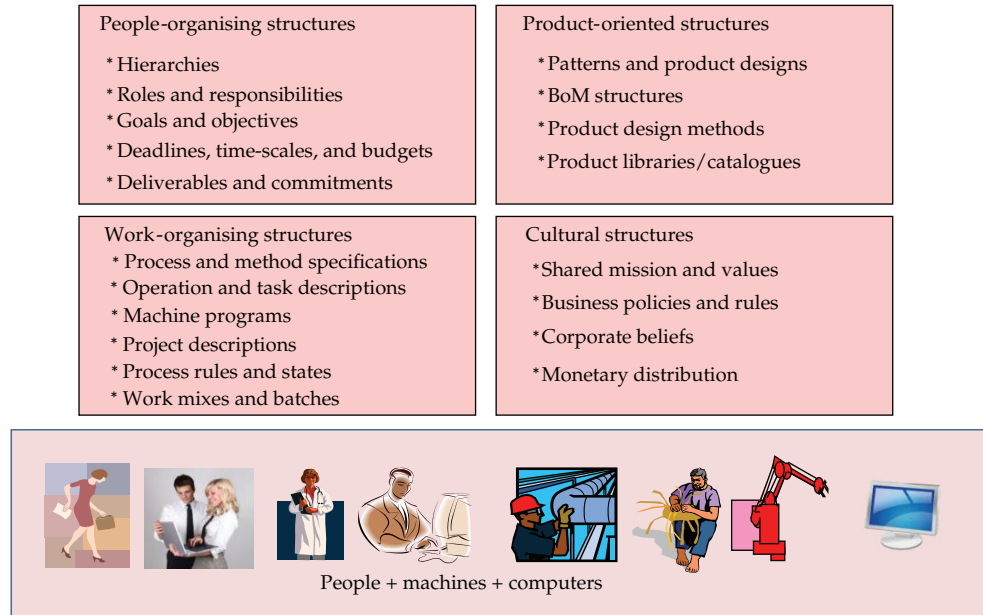 People-organising structures
* Hierarchies
* Roles and responsibilities
* Goals and objectives
* Deadlines, time-scales, and budgets
* Deliverables and commitments
Product-oriented structures
* Patterns and product designs
* BoM structures
* Product design methods
* Product libraries/catalogues
Work-organising structures
* Process and method specifications
* Operation and task descriptions
* Machine programs
* Project descriptions
* Process rules and states
* Work mixes and batches
Cultural structures
* Shared mission and values
* Business policies and rules
* Corporate beliefs
* Monetary distribution
People + machines + computers